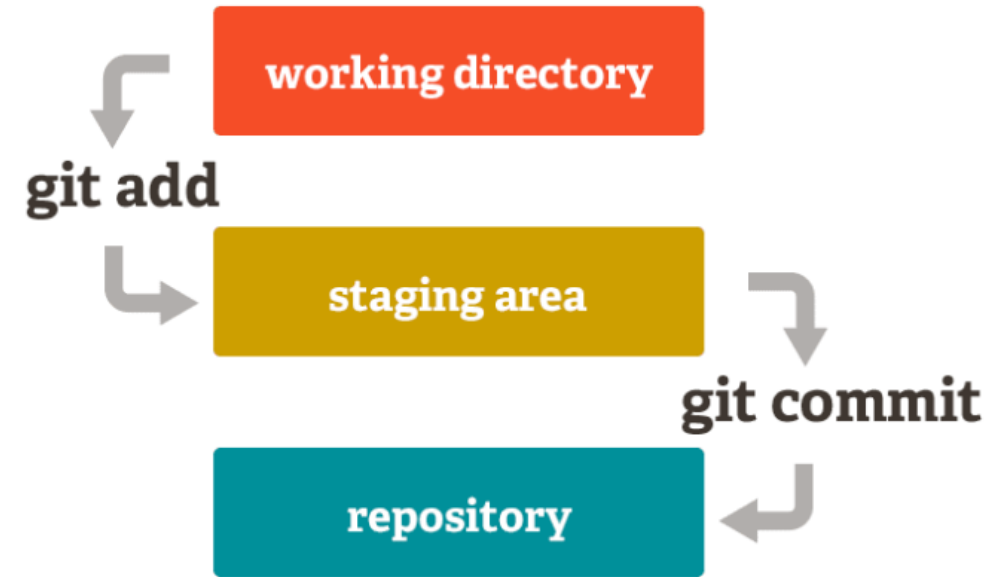 working directory
git add
staging area
git commit
repository